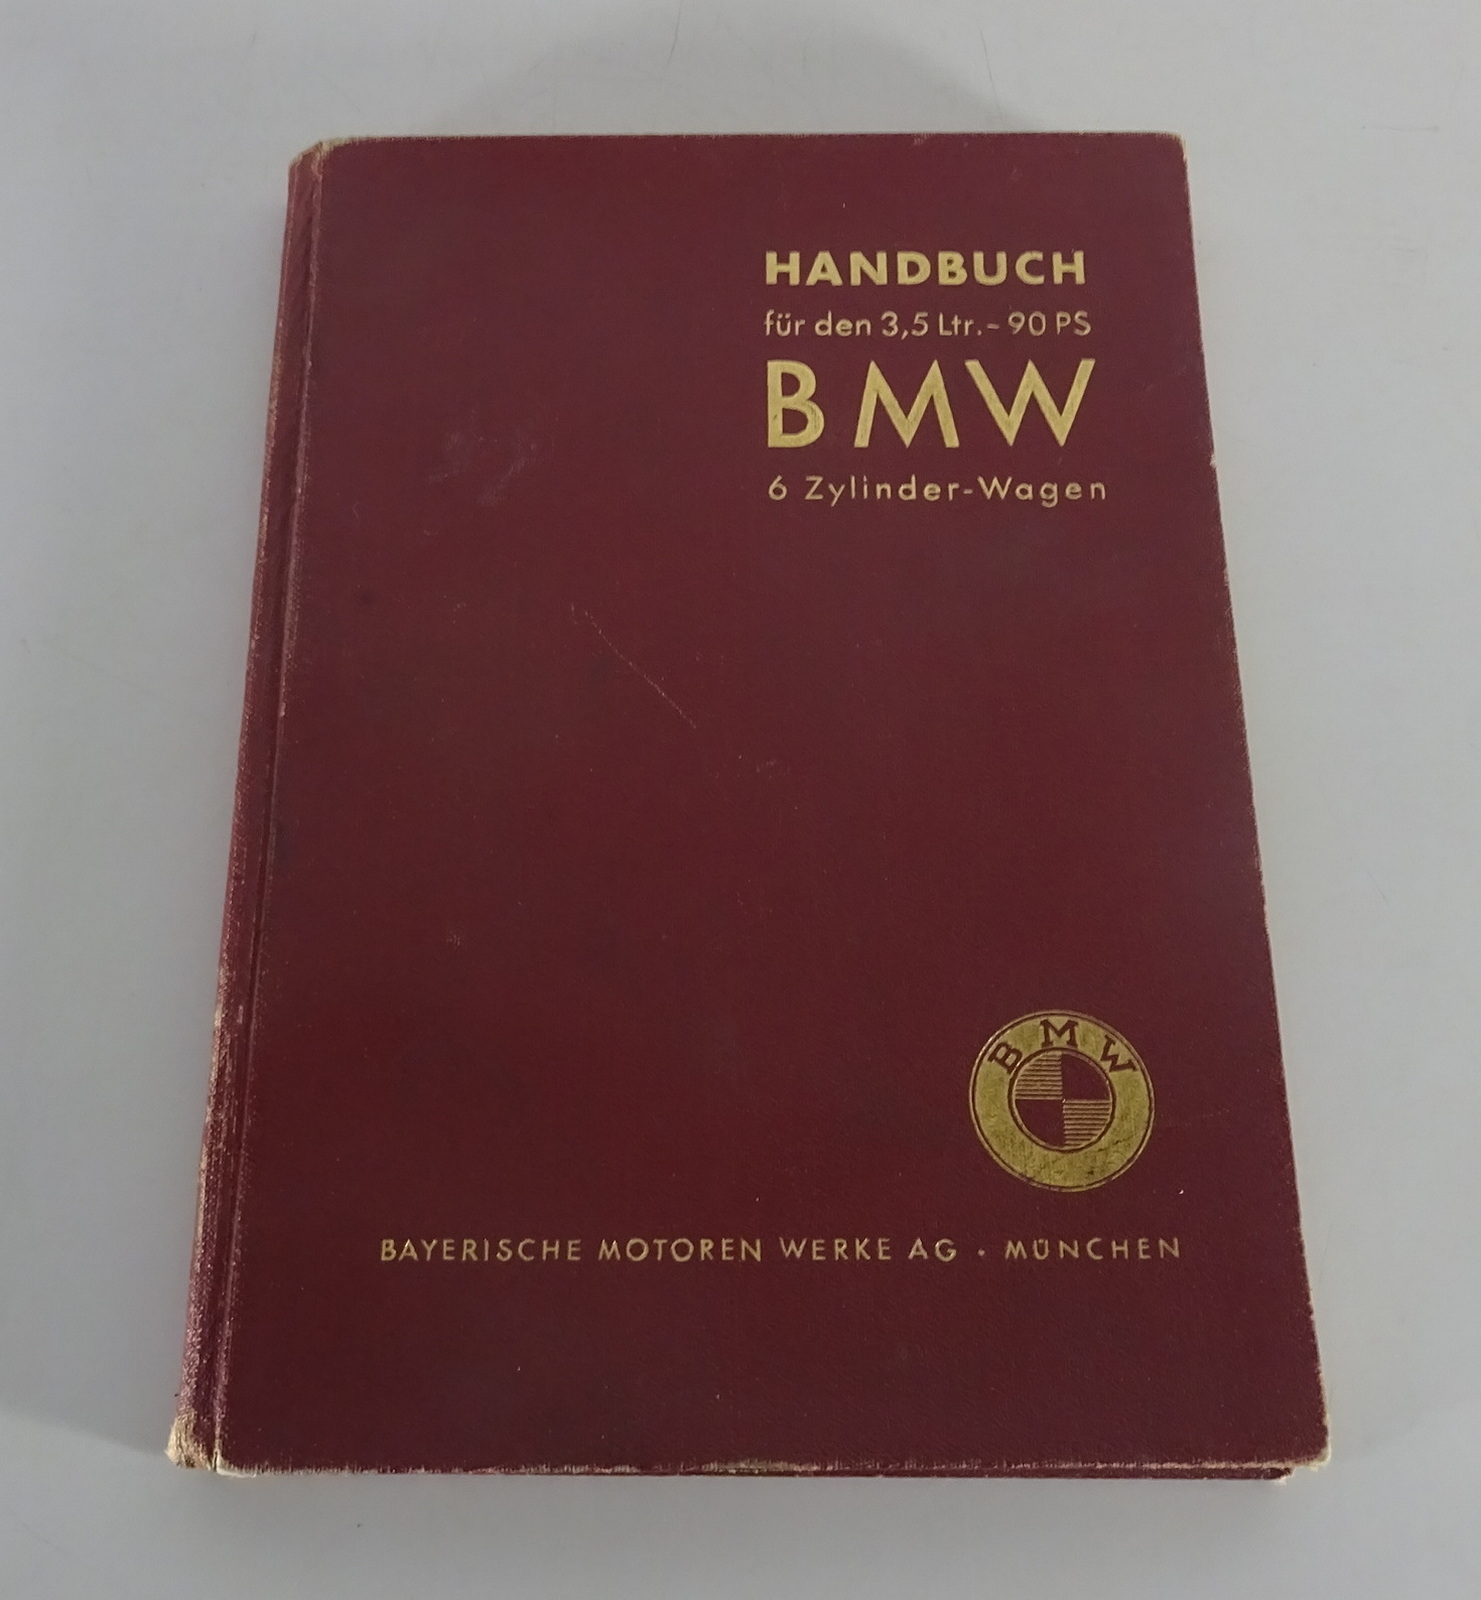 HANDBUCH
für den 3,5 Ltr.-90 PS
BMW
6 Zylinder-Wagen
BMW
BAYERISCHE MOTOREN WERKE AG · MÜNCHEN